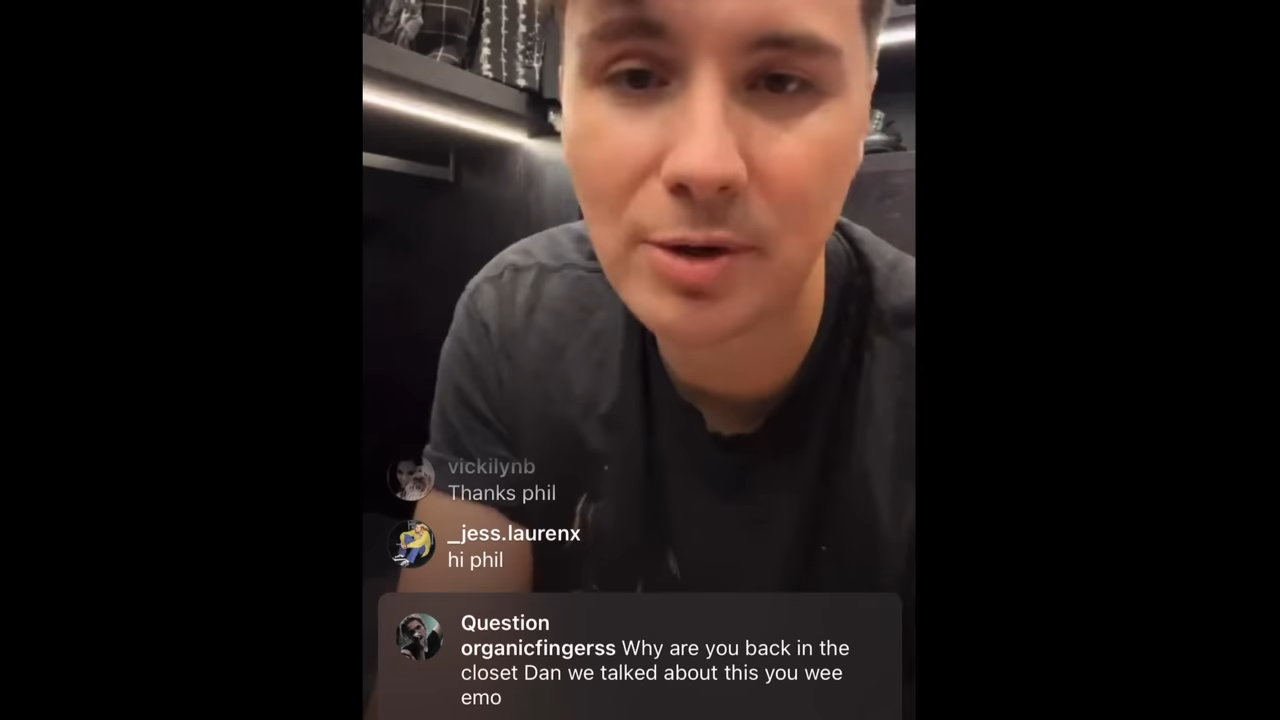 vickilynb
Thanks phil
_jess.laurenx
hi phil
Question
organicfingerss Why are you back in the
closet Dan we talked about this you wee
emo